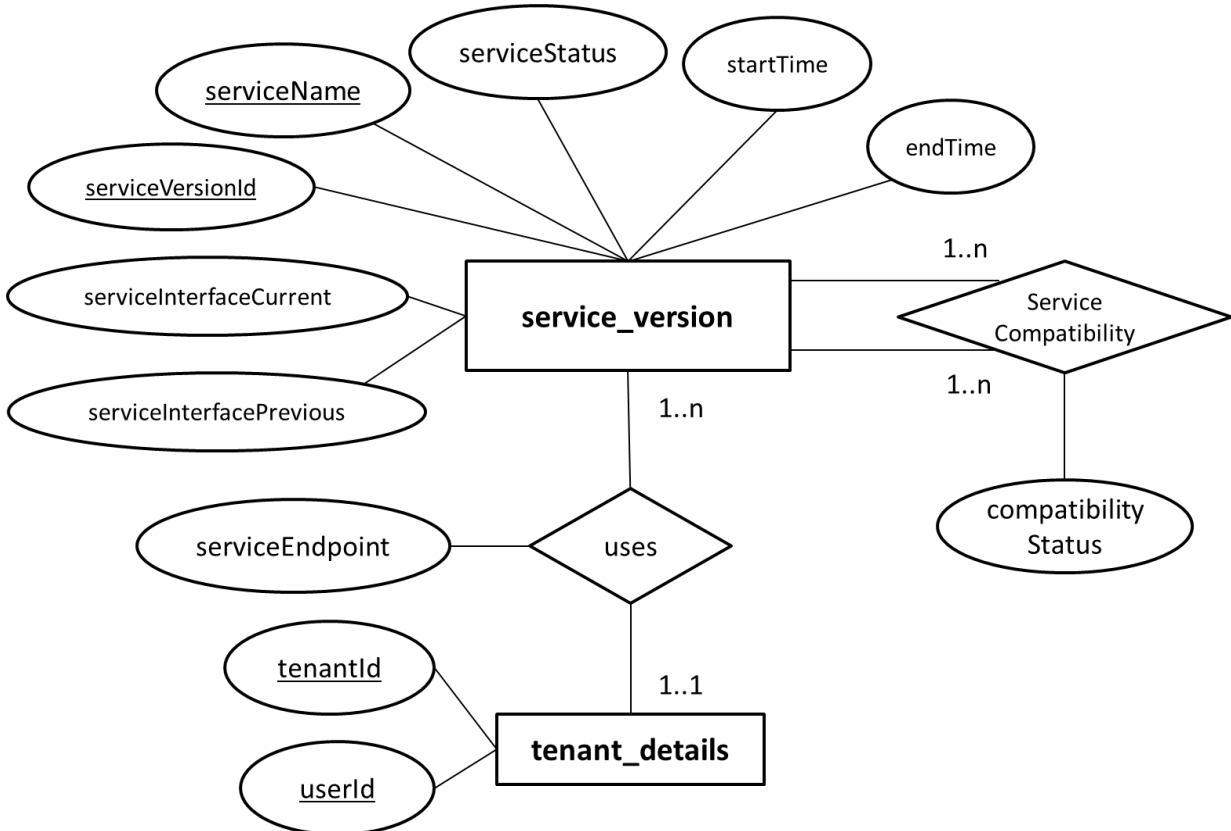 serviceStatus
startTime
serviceName
endTime
serviceVersionId
1..n
serviceInterfaceCurrent
service_version
Service
Compatibility
serviceInterfacePrevious
1..n
1..n
compatibility
Status
serviceEndpoint
uses
tenantId
1..1
tenant_details
userId